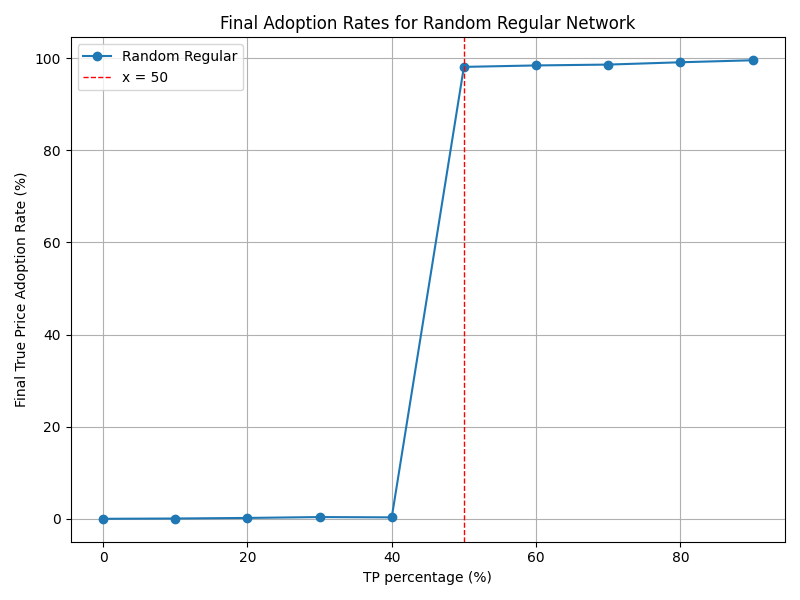 Final Adoption Rates for Random Regular Network
Random Regular
x = 50
100
80
60
40
20
0
Final True Price Adoption Rate (%)
0 20 40 60 80
TP percentage (%)